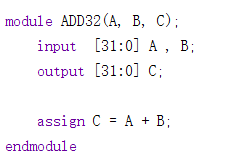 module ADD32(A, B, C);
    input  [31:0] A , B;
    output [31:0] C;

    assign C = A + B;
endmodule